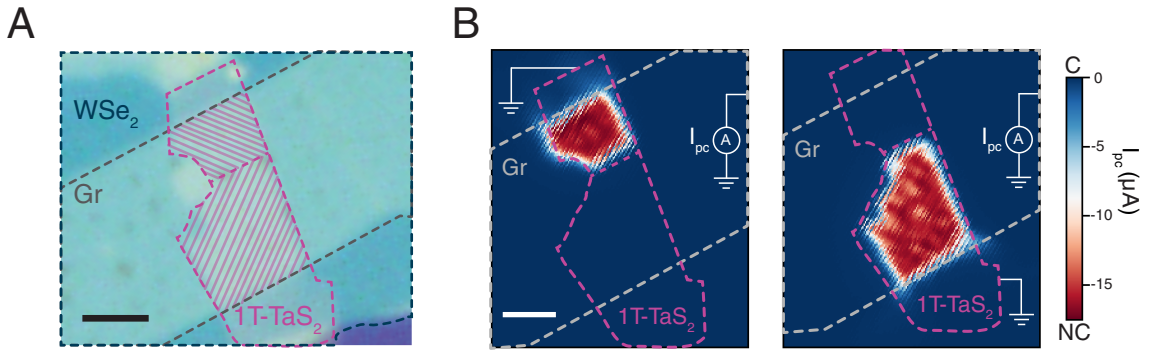 A
WSe2
Gr
1T-TaS2
B
Gr
Ipc
A
1T-TaS2
Gr
Ipc
A
1T-TaS2
C
0
-5
-10
-15
NC
Ipc (μA)